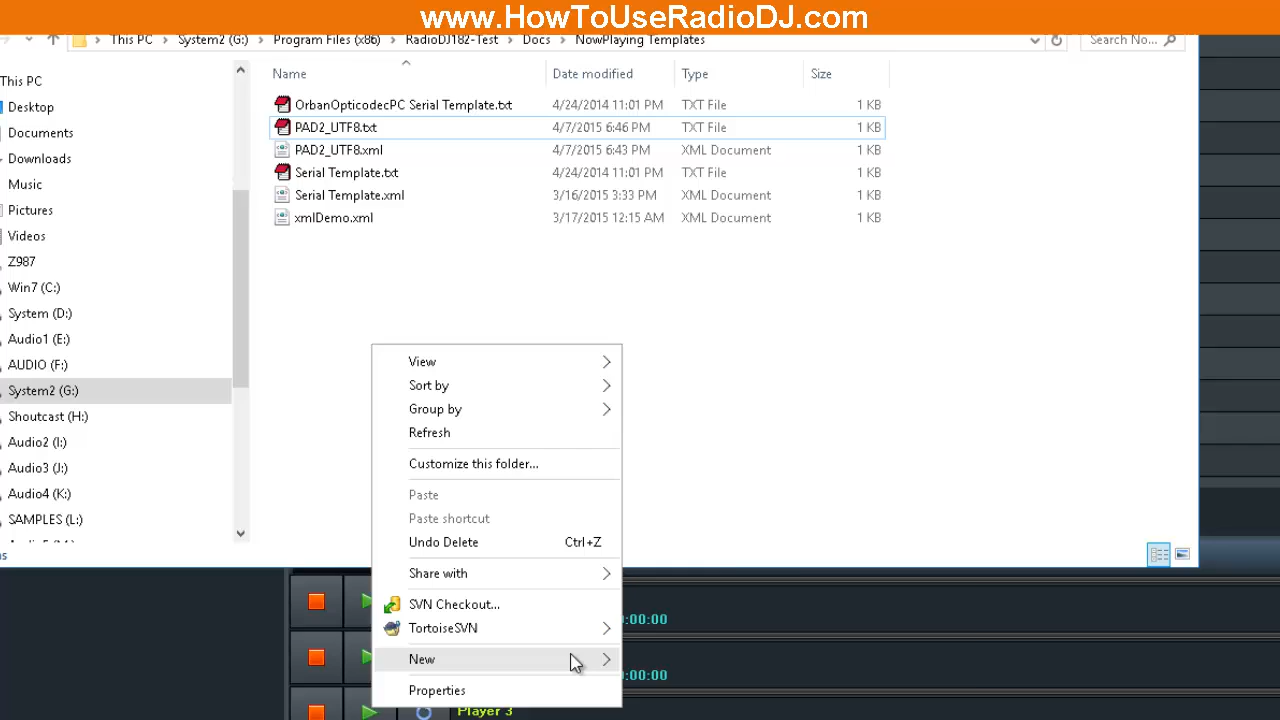 www.HowToUseRadioDJ.com
This PC > System2 (G:) > Program Files (x86) > RadioDJ182-Test > Docs > NowPlaying Templates
Search No...
Name Date modified Type Size
OrbanOpticodecPC Serial Template.txt 4/24/2014 11:01 PM TXT File 1 KB
PAD2_UTF8.txt 4/7/2015 6:46 PM TXT File 1 KB
PAD2_UTF8.xml 4/7/2015 6:43 PM XML Document 1 KB
Serial Template.txt 4/24/2014 11:01 PM TXT File 1 KB
Serial Template.xml 3/16/2015 3:33 PM XML Document 1 KB
xmlDemo.xml 3/17/2015 12:15 AM XML Document 1 KB
This PC
Desktop
Documents
Downloads
Music
Pictures
Videos
Z987
Win7 (C:)
System (D:)
Audio1 (E:)
AUDIO (F:)
System2 (G:)
Shoutcast (H:)
Audio2 (I:)
Audio3 (J:)
Audio4 (K:)
SAMPLES (L:)
View
Sort by
Group by
Refresh
Customize this folder...
Paste
Paste shortcut
Undo Delete Ctrl+Z
Share with
SVN Checkout...
TortoiseSVN
New
Properties
0:00:00
0:00:00
Player 3